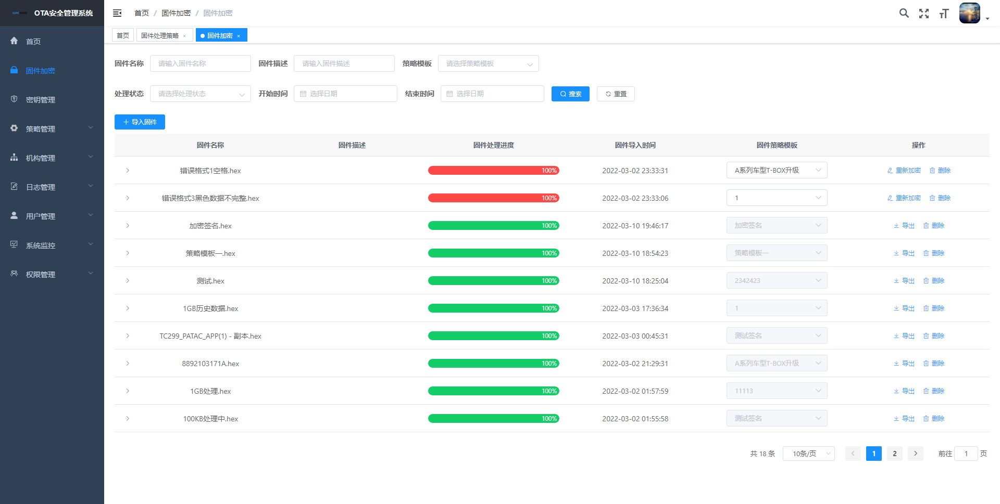 OTA安全管理系统
首页 / 固件加密 / 固件加密
首页 固件处理策略 × 固件加密 ×
首页
固件加密
密钥管理
策略管理
机构管理
日志管理
用户管理
系统监控
权限管理
固件名称 请输入固件名称 固件描述 请输入固件描述 策略模板 请选择策略模板
处理状态 请选择处理状态 开始时间 选择日期 结束时间 选择日期 搜索 重置
导入固件
固件名称 固件描述 固件处理进度 固件导入时间 固件策略模板 操作
错误格式1空格.hex 100% 2022-03-02 23:33:31 A系列车型T-BOX升级 重新加密 删除
错误格式3黑色数据不完整.hex 100% 2022-03-02 23:33:06 1 重新加密 删除
加密签名.hex 100% 2022-03-10 19:46:17 加密签名 导出 删除
策略模板一.hex 100% 2022-03-10 18:54:23 策略模板一 导出 删除
测试.hex 100% 2022-03-10 18:25:04 2342423 导出 删除
1GB历史数据.hex 100% 2022-03-03 17:36:34 1 导出 删除
TC299_PATAC_APP(1) - 副本.hex 100% 2022-03-03 00:45:31 测试签名 导出 删除
8892103171A.hex 100% 2022-03-02 21:29:31 A系列车型T-BOX升级 导出 删除
1GB处理.hex 100% 2022-03-02 01:57:59 11113 导出 删除
100KB处理中.hex 100% 2022-03-02 01:55:58 测试签名 导出 删除
共 18 条 10条/页 1 2 前往 1 页